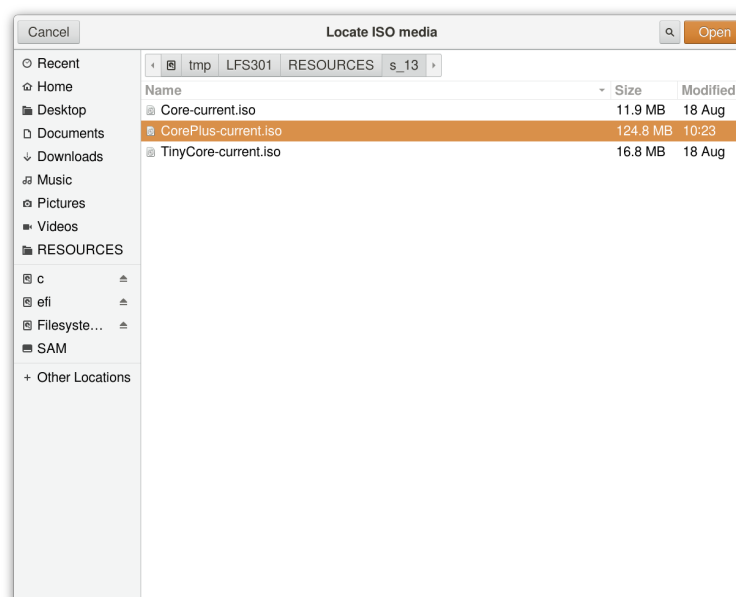 Cancel Locate ISO media Open
Recent
Home
Desktop
Documents
Downloads
Music
Pictures
Videos
RESOURCES
c
efi
Filesyste…
SAM
Other Locations
tmp LFS301 RESOURCES s_13
Name Size Modified
Core-current.iso 11.9 MB 18 Aug
CorePlus-current.iso 124.8 MB 10:23
TinyCore-current.iso 16.8 MB 18 Aug